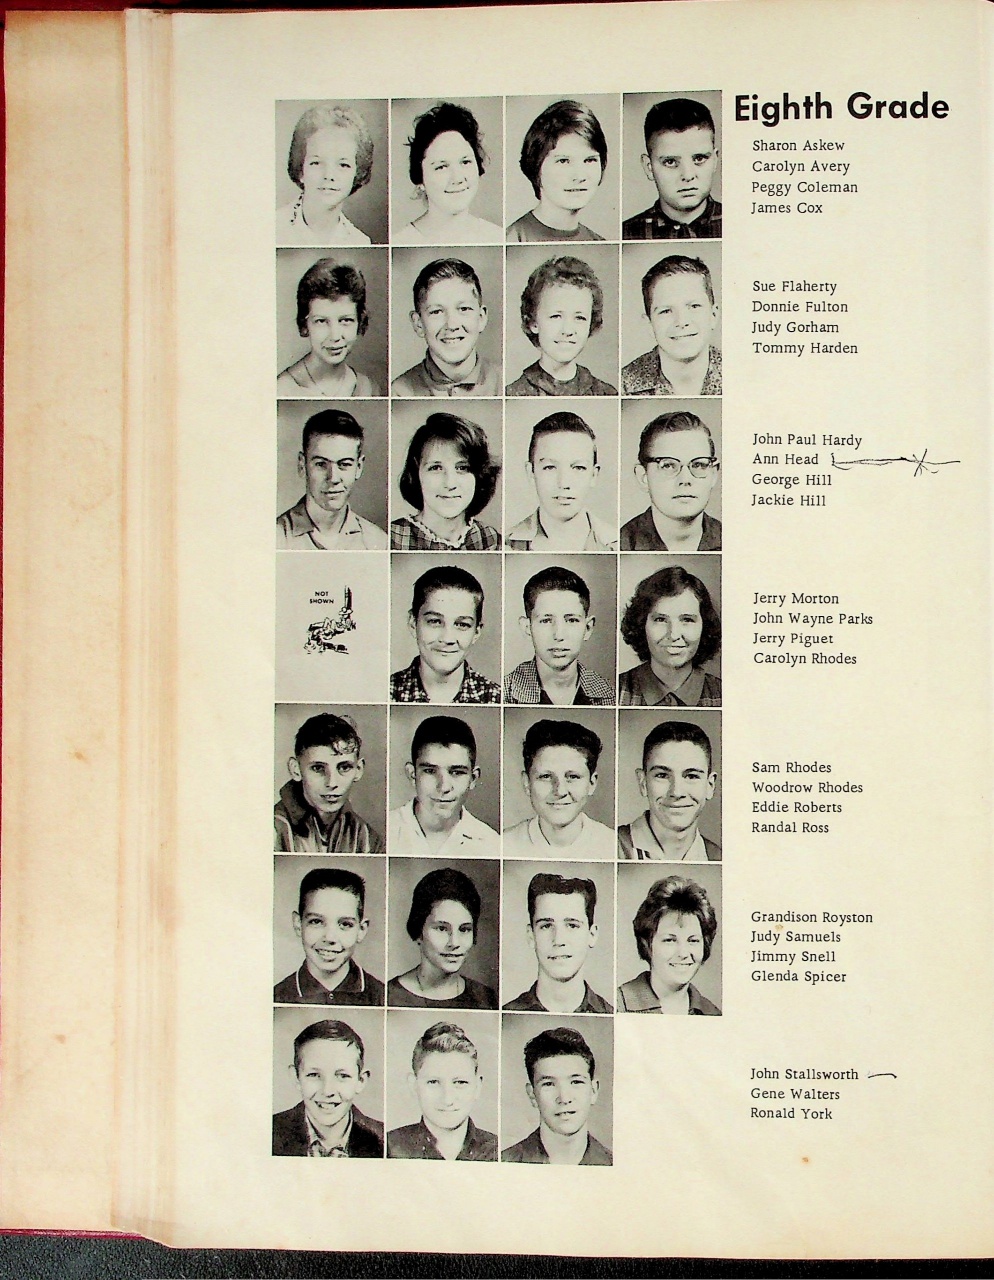 Eighth Grade
Sharon Askew
Carolyn Avery
Peggy Coleman
James Cox
Sue Flaherty
Donnie Fulton
Judy Gorham
Tommy Harden
John Paul Hardy
Ann Head
George Hill
Jackie Hill
NOT
SHOWN
Jerry Morton
John Wayne Parks
Jerry Piguet
Carolyn Rhodes
Sam Rhodes
Woodrow Rhodes
Eddie Roberts
Randal Ross
Grandison Royston
Judy Samuels
Jimmy Snell
Glenda Spicer
John Stallsworth
Gene Walters
Ronald York